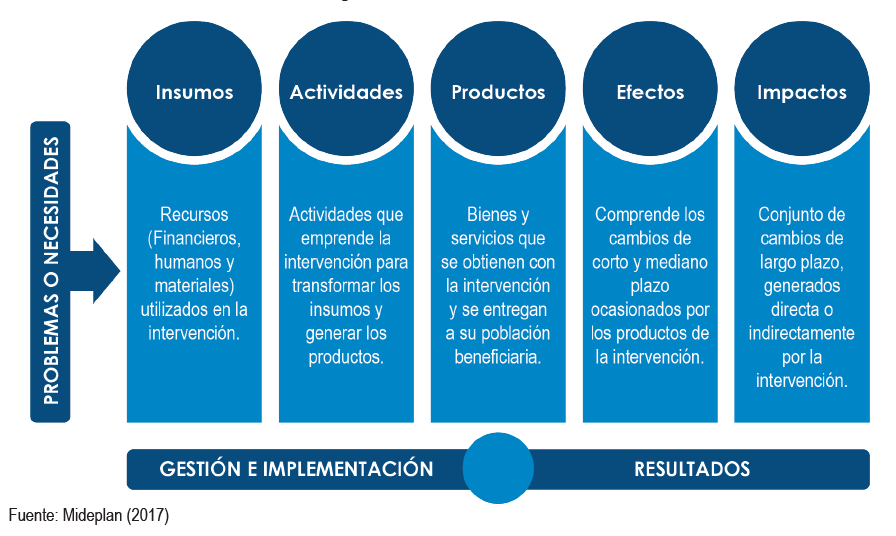 Insumos
Actividades
Productos
Efectos
Impactos
PROBLEMAS O NECESIDADES
Recursos
(Financieros,
humanos y
materiales)
utilizados en la
intervención.
Actividades que
emprende la
intervención para
transformar los
insumos y
generar los
productos.
Bienes y
servicios que
se obtienen con
la intervención
y se entregan
a su población
beneficiaria.
Comprende los
cambios de
corto y mediano
plazo
ocasionados por
los productos de
la intervención.
Conjunto de
cambios de
largo plazo,
generados
directa o
indirectamente
por la
intervención.
GESTIÓN E IMPLEMENTACIÓN
RESULTADOS
Fuente: Mideplan (2017)